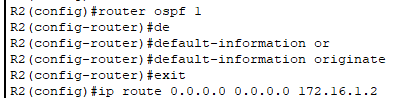 R2(config)#router ospf 1
R2(config-router)#de
R2(config-router)#default-information or
R2(config-router)#default-information originate
R2(config-router)#exit
R2(config)#ip route 0.0.0.0 0.0.0.0 172.16.1.2